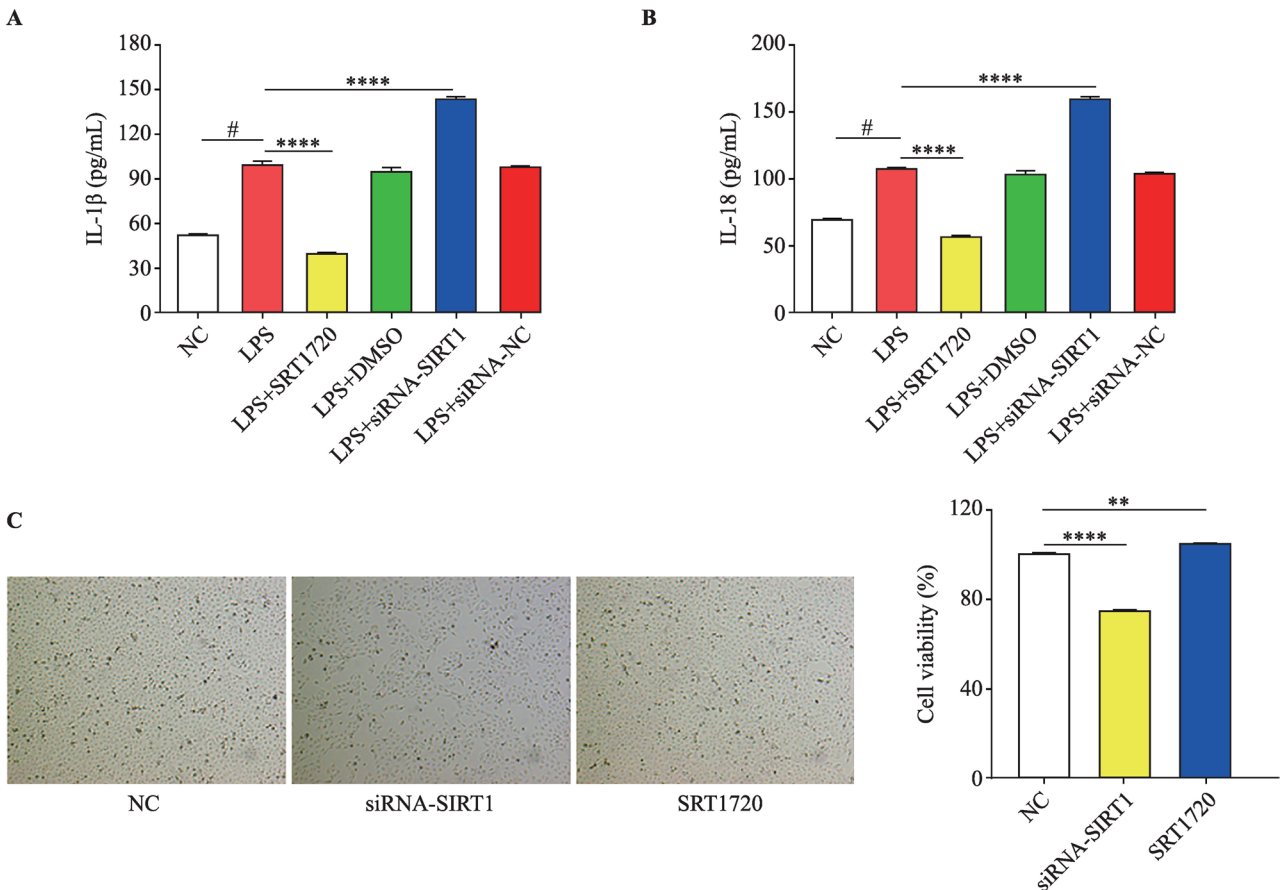 A
IL-1β (pg/mL)
180
150
120
90
60
30
0
#
****
****
NC
LPS
LPS+SRT1720
LPS+DMSO
LPS+siRNA-SIRT1
LPS+siRNA-NC
B
IL-18 (pg/mL)
200
150
100
50
0
#
****
****
NC
LPS
LPS+SRT1720
LPS+DMSO
LPS+siRNA-SIRT1
LPS+siRNA-NC
C
NC
siRNA-SIRT1
SRT1720
Cell viability (%)
120
80
40
0
**
****
NC
siRNA-SIRT1
SRT1720